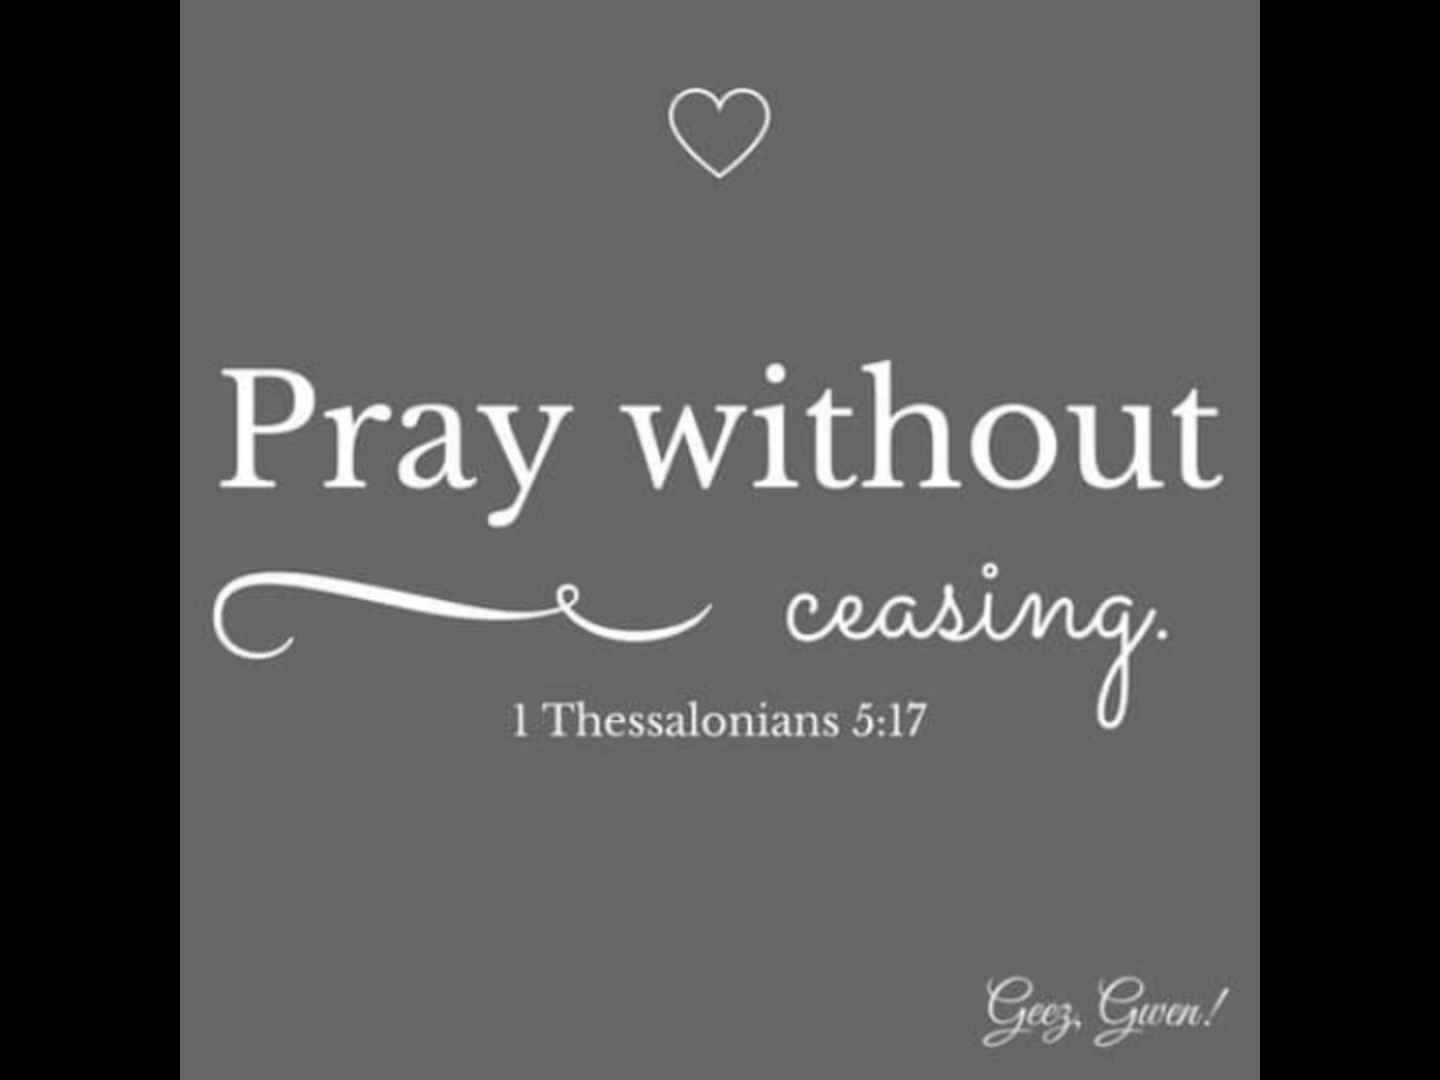 Pray without
ceasing.
1 Thessalonians 5:17
Geez, Gwen!